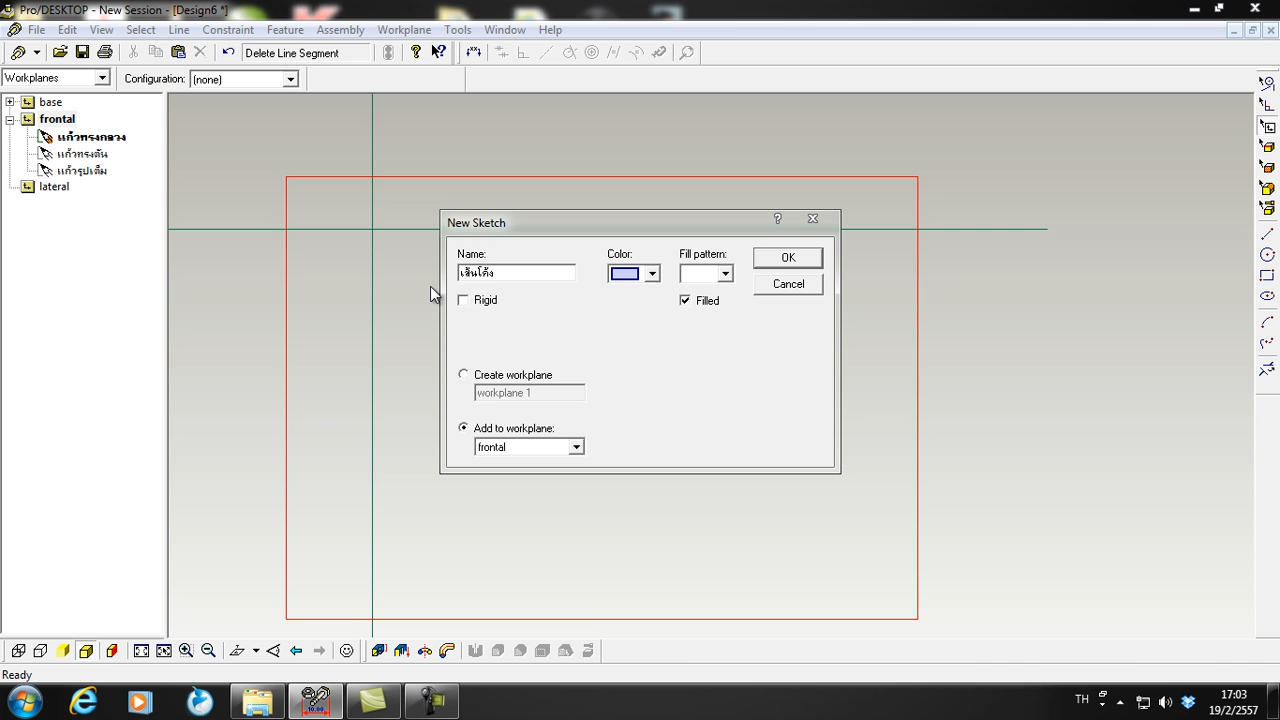 Pro/DESKTOP - New Session - [Design6 *]
File Edit View Select Line Constraint Feature Assembly Workplane Tools Window Help
Delete Line Segment
Workplanes Configuration: (none)
base
frontal
แก้วทรงกลวง
แก้วทรงตัน
แก้วรูปเต็ม
lateral
New Sketch
Name: Color: Fill pattern: OK
เส้นโค้ง
Cancel
Rigid Filled
Create workplane
workplane 1
Add to workplane:
frontal
Ready
TH 17:03
19/2/2557